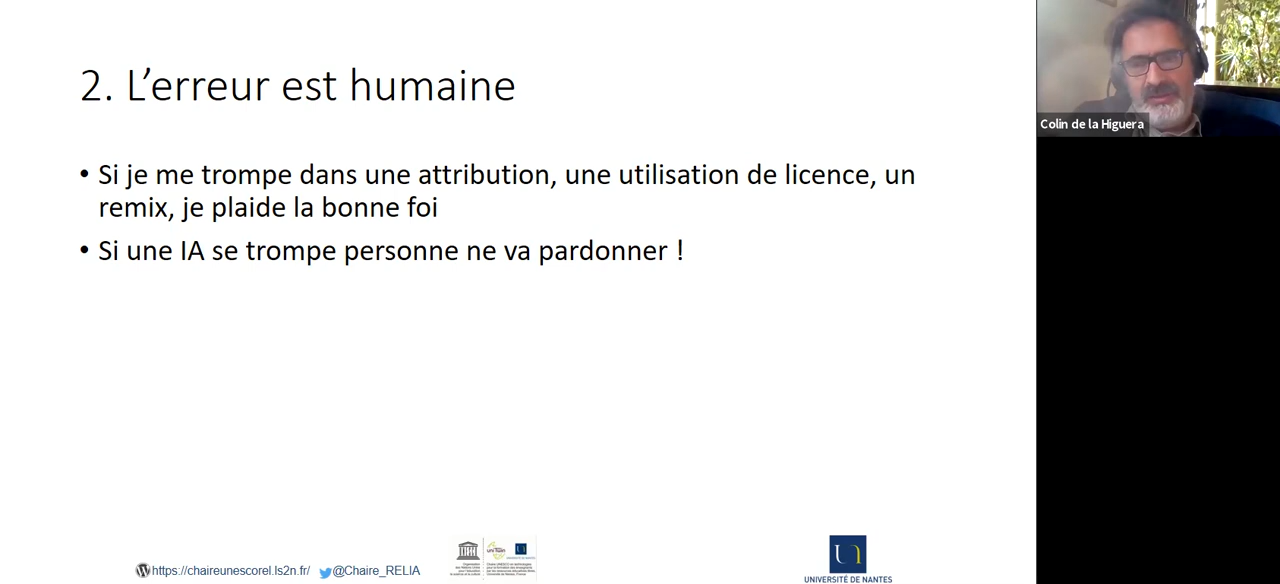 2. L’erreur est humaine
• Si je me trompe dans une attribution, une utilisation de licence, un
remix, je plaide la bonne foi
• Si une IA se trompe personne ne va pardonner !
Colin de la Higuera
https://chaireunescorel.ls2n.fr/ @Chaire_RELIA
UNIVERSITÉ DE NANTES